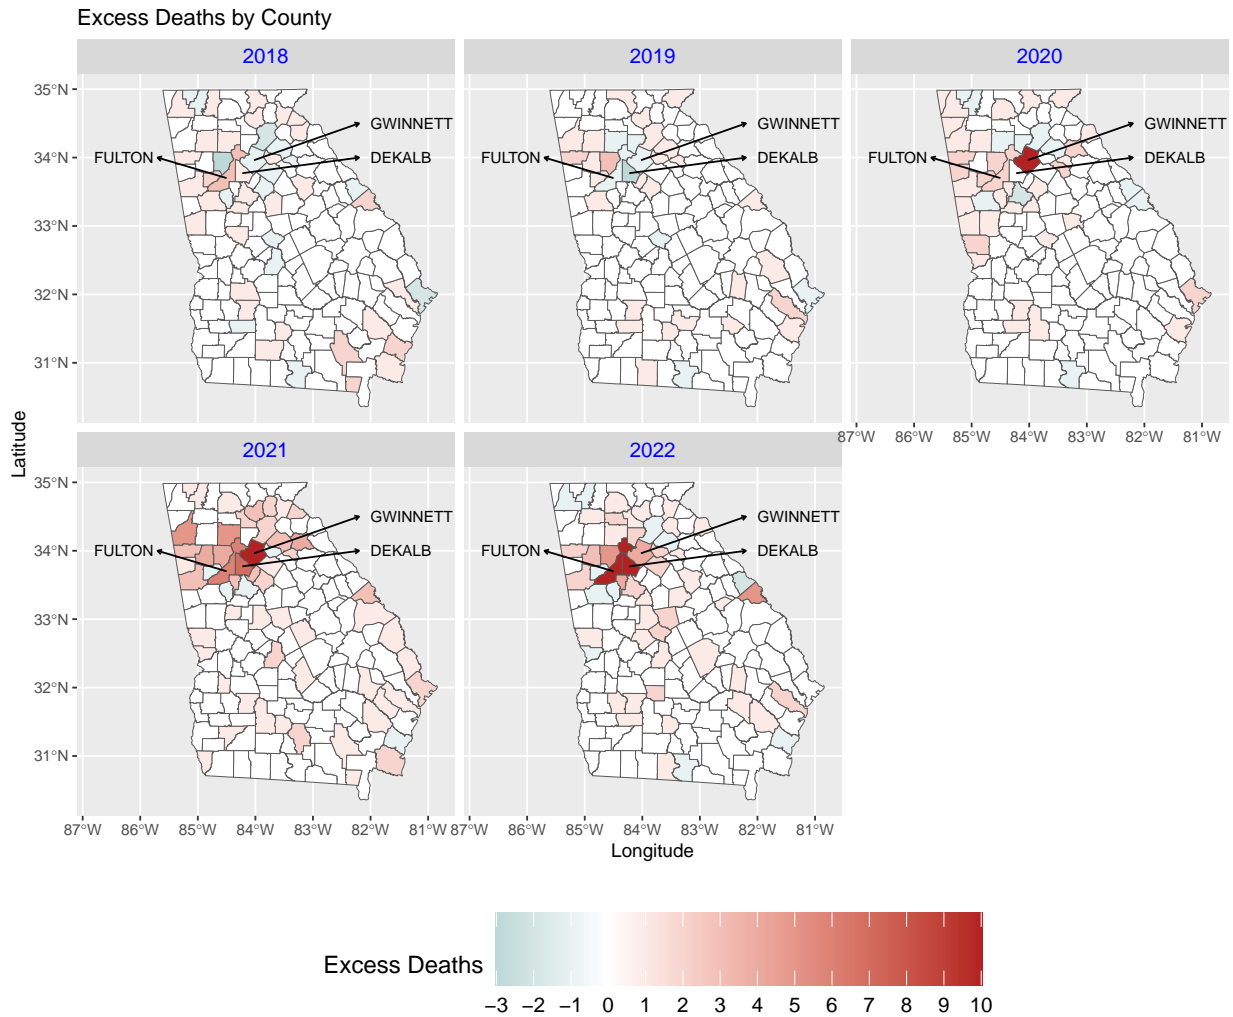 Excess Deaths by County
2018
2019
2020
35°N
34°N
33°N
32°N
31°N
GWINNETT
FULTON
DEKALB
GWINNETT
FULTON
DEKALB
GWINNETT
FULTON
DEKALB
87°W 86°W 85°W 84°W 83°W 82°W 81°W
Latitude
2021
2022
35°N
34°N
33°N
32°N
31°N
GWINNETT
FULTON
DEKALB
GWINNETT
FULTON
DEKALB
87°W 86°W 85°W 84°W 83°W 82°W 81°W
87°W 86°W 85°W 84°W 83°W 82°W 81°W
Longitude
Excess Deaths
−3 −2 −1 0 1 2 3 4 5 6 7 8 9 10